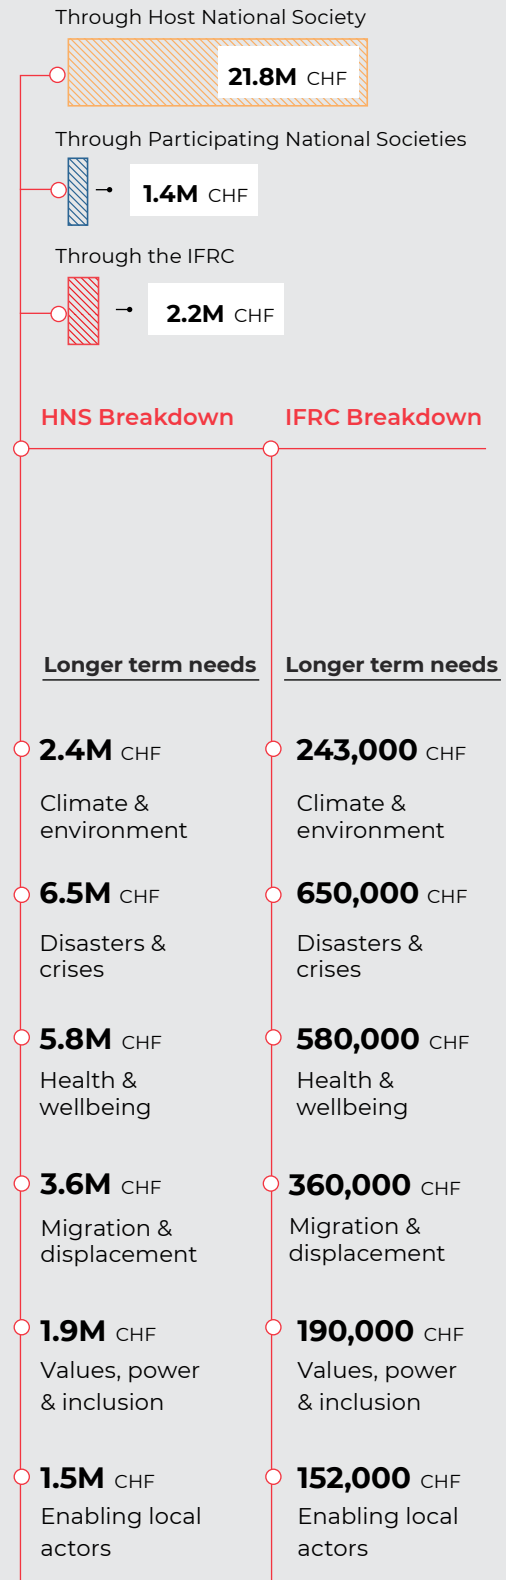 Through Host National Society
21.8M CHF
Through Participating National Societies
1.4M CHF
Through the IFRC
2.2M CHF
HNS Breakdown
IFRC Breakdown
Longer term needs
2.4M CHF
Climate &
environment
6.5M CHF
Disasters &
crises
5.8M CHF
Health &
wellbeing
3.6M CHF
Migration &
displacement
1.9M CHF
Values, power
& inclusion
1.5M CHF
Enabling local
actors
Longer term needs
243,000 CHF
Climate &
environment
650,000 CHF
Disasters &
crises
580,000 CHF
Health &
wellbeing
360,000 CHF
Migration &
displacement
190,000 CHF
Values, power
& inclusion
152,000 CHF
Enabling local
actors